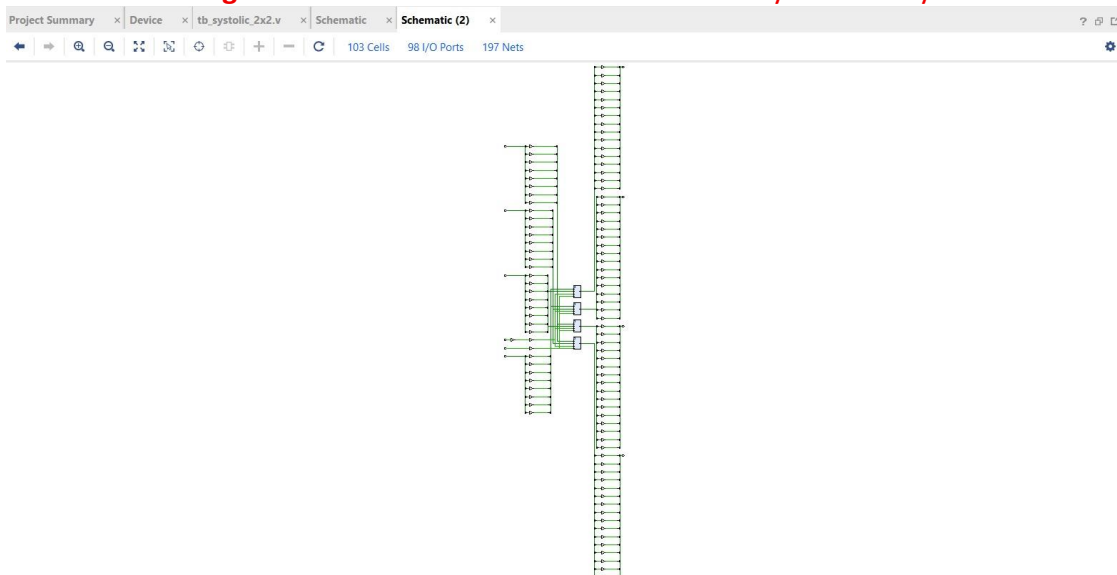 Project Summary × Device × tb_systolic_2x2.v × Schematic × Schematic (2) ×
103 Cells 98 I/O Ports 197 Nets